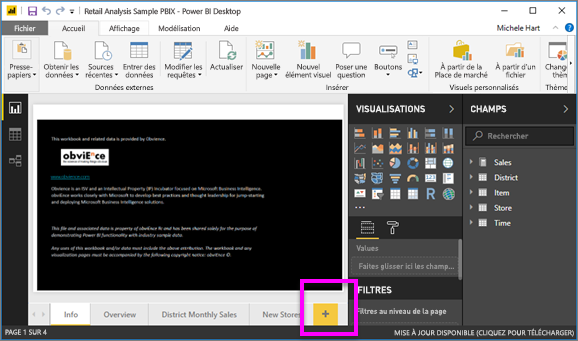 Retail Analysis Sample PBIX - Power BI Desktop
Michele Hart
Fichier Accueil Affichage Modélisation Aide
Presse-papiers
Obtenir les données
Sources récentes
Entrer des données
Modifier les requêtes
Actualiser
Nouvelle page
Nouvel élément visuel
Poser une question
Boutons
À partir de la Place de marché
À partir d'un fichier
Chang
thème
Données externes
Insérer
Visuels personnalisés
Thème
This workbook and related data is provided by Obvience.
obviEnce
www.obvience.com
Obvience is an ISV and an Intellectual Property (IP) Incubator focused on Microsoft Business Intelligence.
obviEnce works closely with Microsoft to develop best practices and thought leadership for jump-starting
and deploying Microsoft Business Intelligence solutions.
This file and associated data is property of obviEnce llc and has been shared solely for the purpose of
demonstrating Power BI functionality with industry sample data.
Any uses of this workbook and/or data must include the above attribution. The workbook and any
visualization pages must be accompanied by the following copyright notice: obviEnce ©.
VISUALISATIONS
R
Values
Faites glisser ici les champ...
FILTRES
Filtres au niveau de la page
CHAMPS
Rechercher
Sales
District
Item
Store
Time
Info Overview District Monthly Sales New Stores +
PAGE 1 SUR 4
MISE À JOUR DISPONIBLE (CLIQUEZ POUR TÉLÉCHARGER)